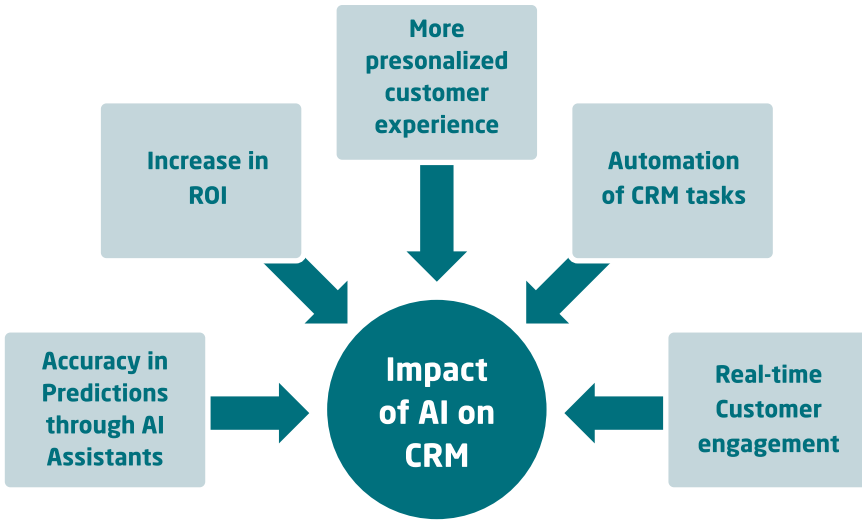 More
presonalized
customer
experience
Increase in
ROI
Automation
of CRM tasks
Accuracy in
Predictions
through AI
Assistants
Impact
of AI on
CRM
Real-time
Customer
engagement